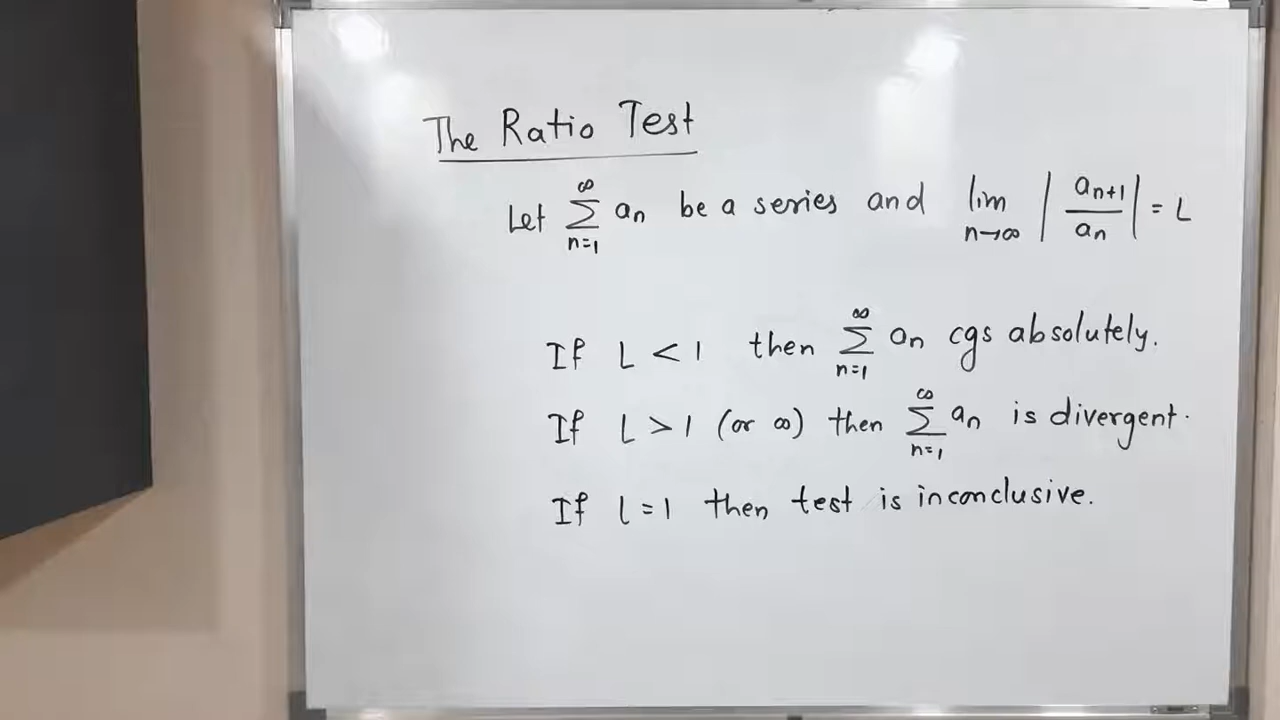 The Ratio Test
Let ∑_{n=1}^{∞} a_n be a series and lim_{n→∞} |a_{n+1}/a_n| = L
If L < 1 then ∑_{n=1}^{∞} a_n cgs absolutely.
If L > 1 (or ∞) then ∑_{n=1}^{∞} a_n is divergent.
If l = 1 then test is inconclusive.